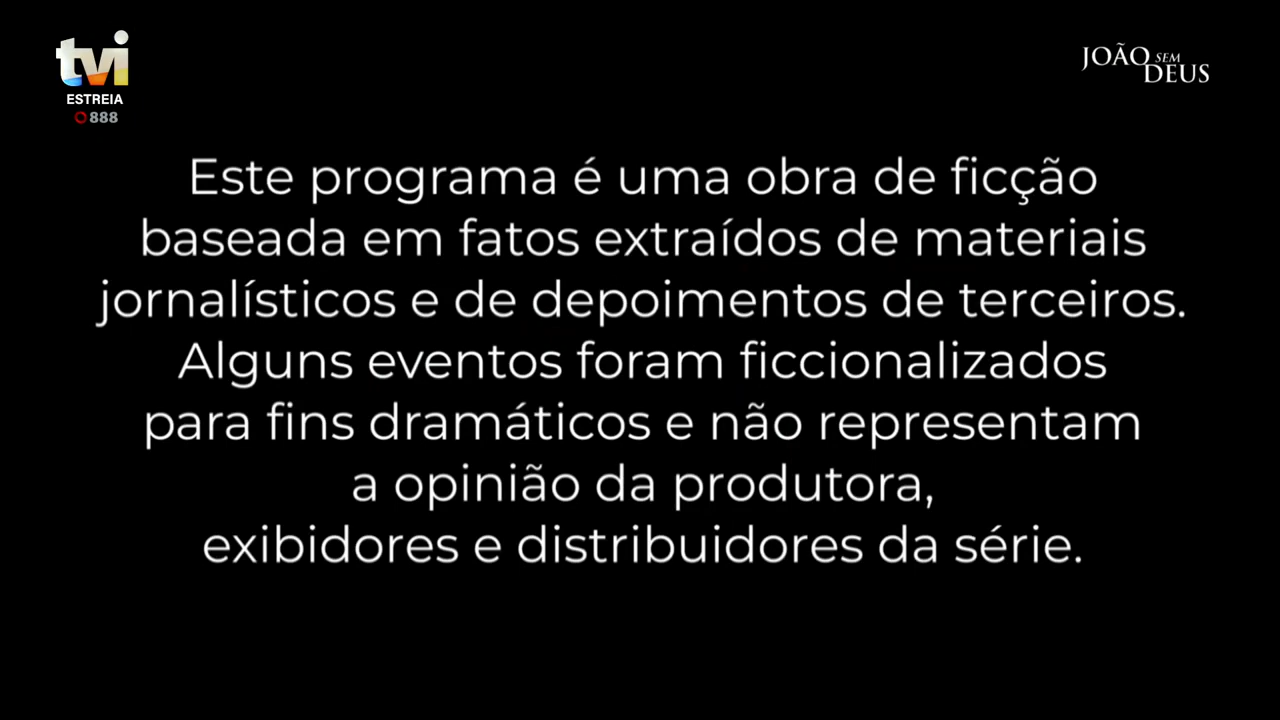 tvi
ESTREIA
888
JOÃO SEM
DEUS
Este programa é uma obra de ficção
baseada em fatos extraídos de materiais
jornalísticos e de depoimentos de terceiros.
Alguns eventos foram ficcionalizados
para fins dramáticos e não representam
a opinião da produtora,
exibidores e distribuidores da série.